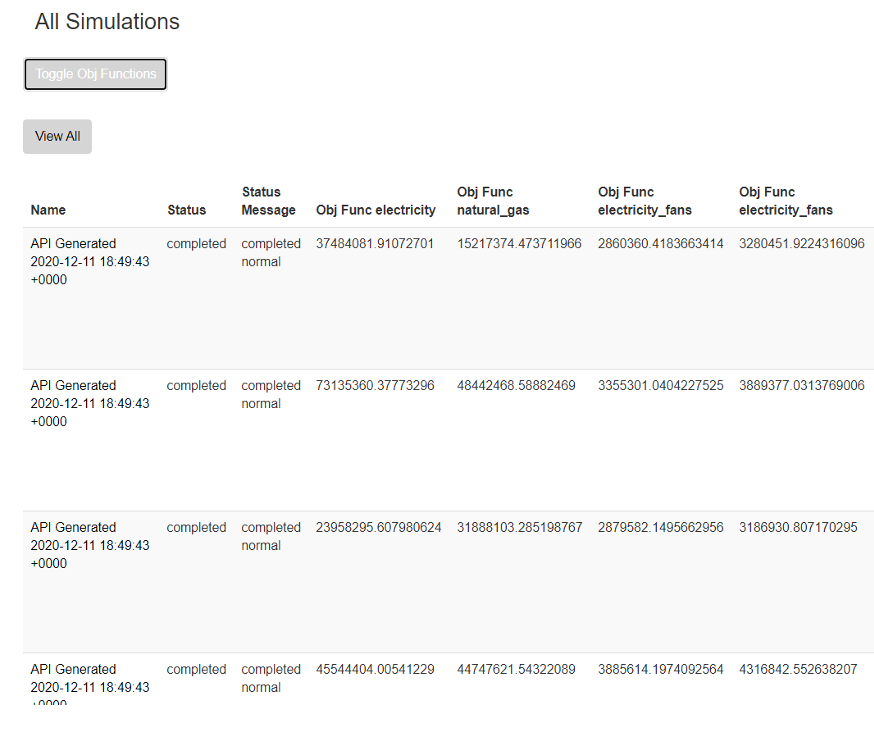 All Simulations
Toggle Obj Functions
View All
Name Status Status Message Obj Func electricity Obj Func natural_gas Obj Func electricity_fans Obj Func electricity_fans
API Generated 2020-12-11 18:49:43 +0000 completed completed normal 37484081.91072701 15217374.473711966 2860360.4183663414 3280451.9224316096
API Generated 2020-12-11 18:49:43 +0000 completed completed normal 73135360.37773296 48442468.58882469 3355301.0404227525 3889377.0313769006
API Generated 2020-12-11 18:49:43 +0000 completed completed normal 23958295.607980624 31888103.285198767 2879582.1495662956 3186930.807170295
API Generated 2020-12-11 18:49:43 +0000 completed completed normal 45544404.00541229 44747621.54322089 3885614.1974092564 4316842.552638207